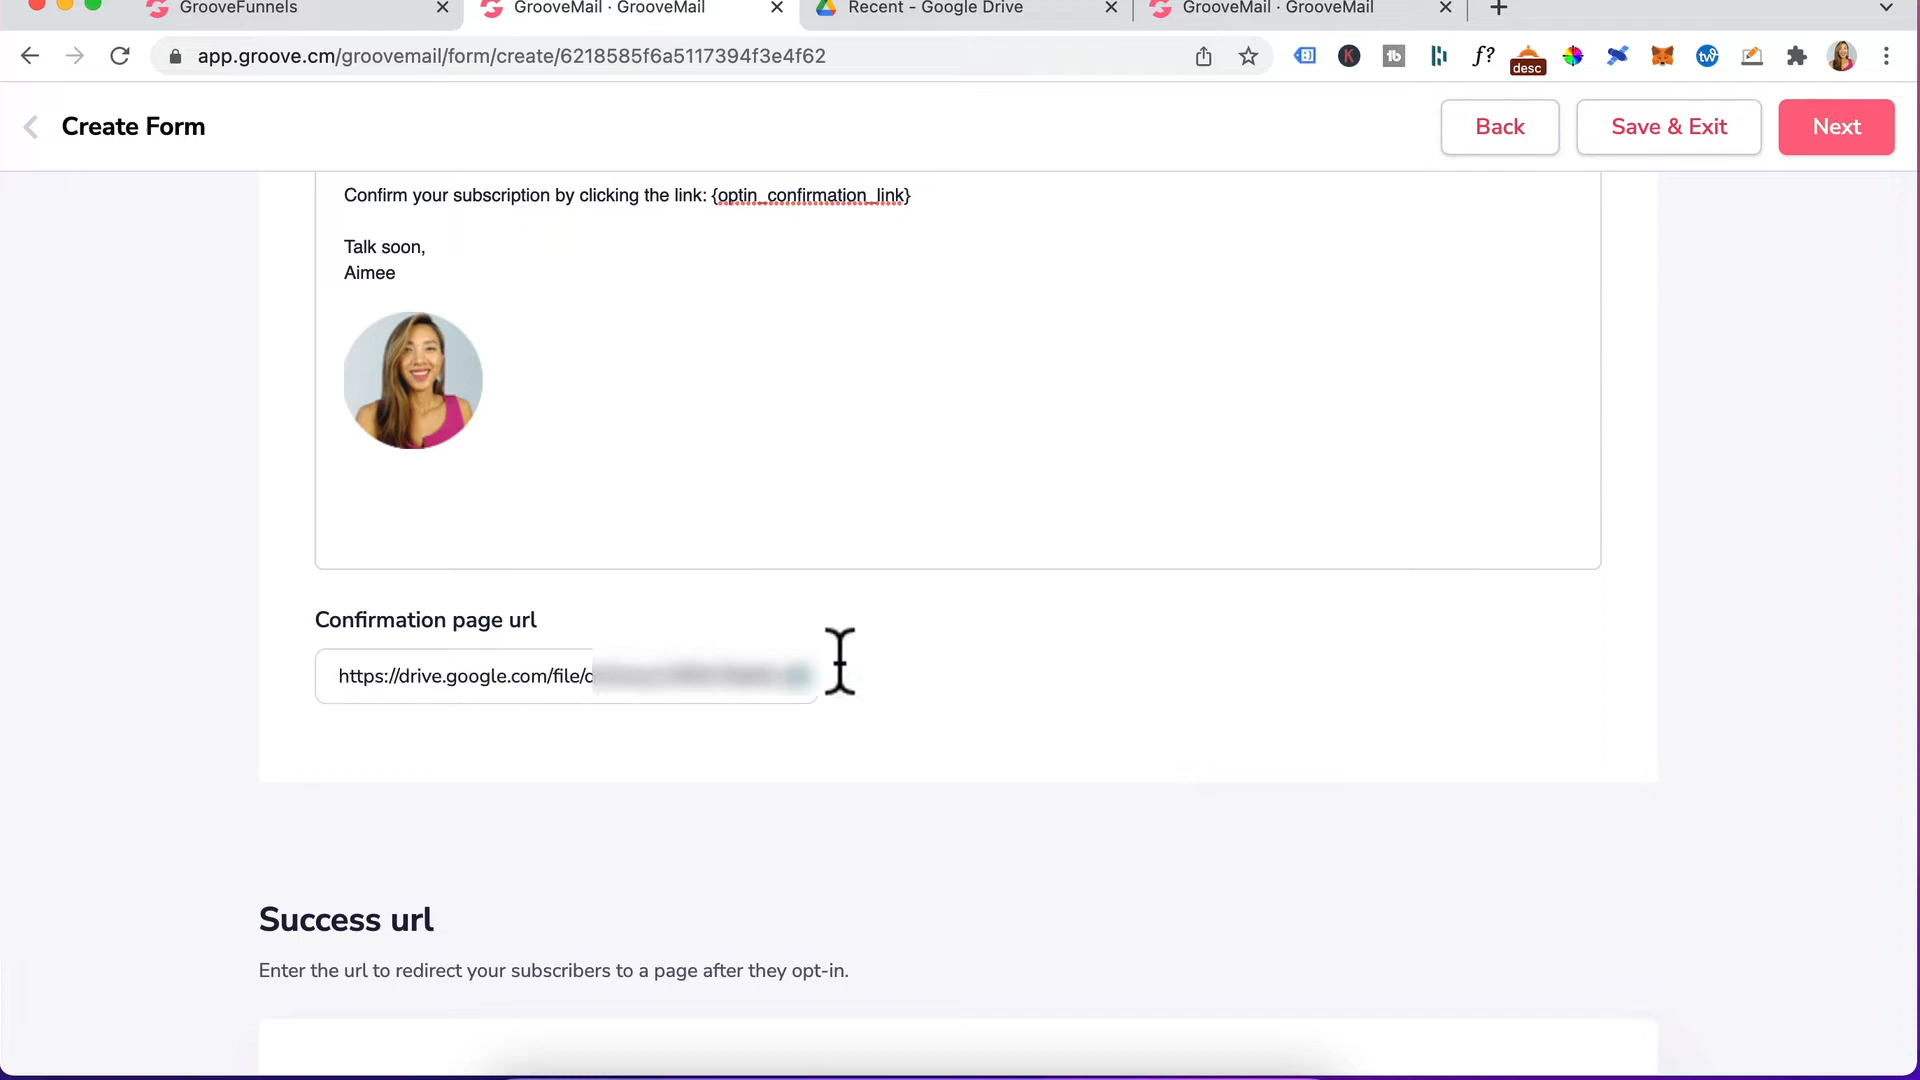 GrooveFunnels
GrooveMail · GrooveMail
Recent - Google Drive
GrooveMail · GrooveMail
app.groove.cm/groovemail/form/create/6218585f6a5117394f3e4f62
K
tb
f?
desc
tw
Create Form
Back
Save & Exit
Next
Confirm your subscription by clicking the link: {optin_confirmation_link}
Talk soon,
Aimee
Confirmation page url
https://drive.google.com/file/d
Success url
Enter the url to redirect your subscribers to a page after they opt-in.